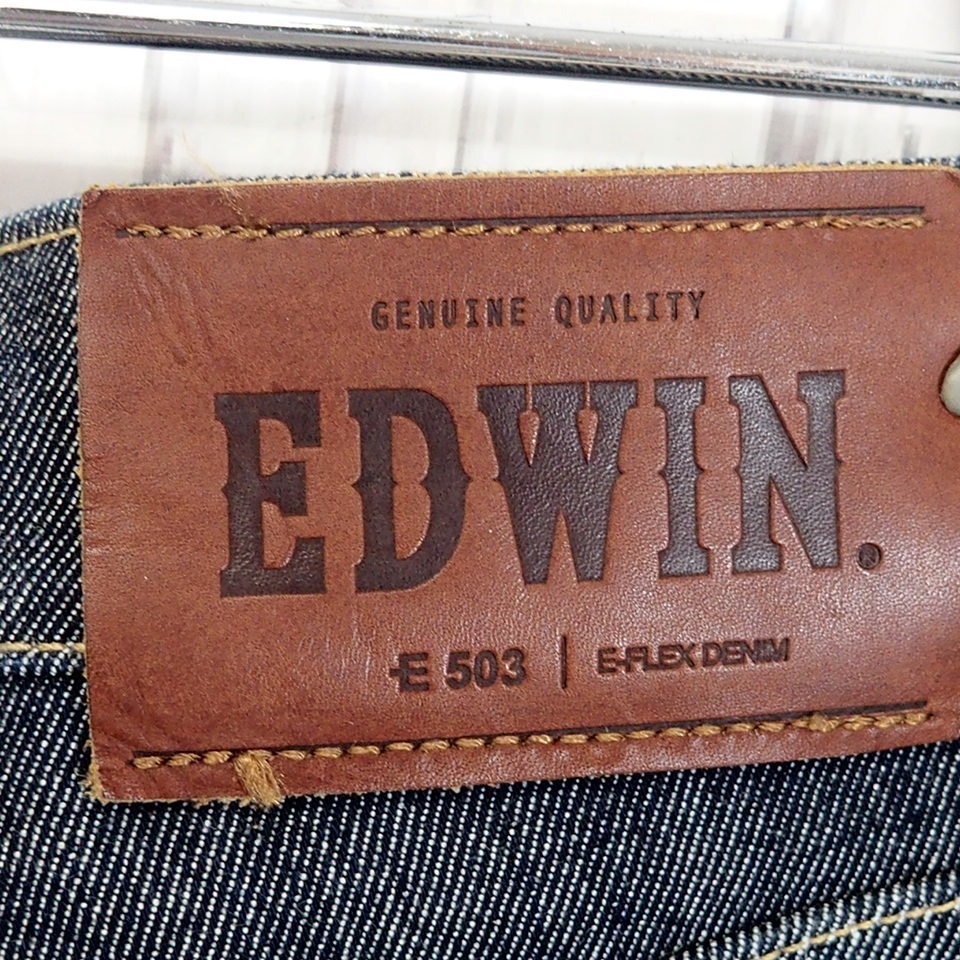 GENUINE QUALITY
EDWIN.®
E 503 | E-FLEX DENIM